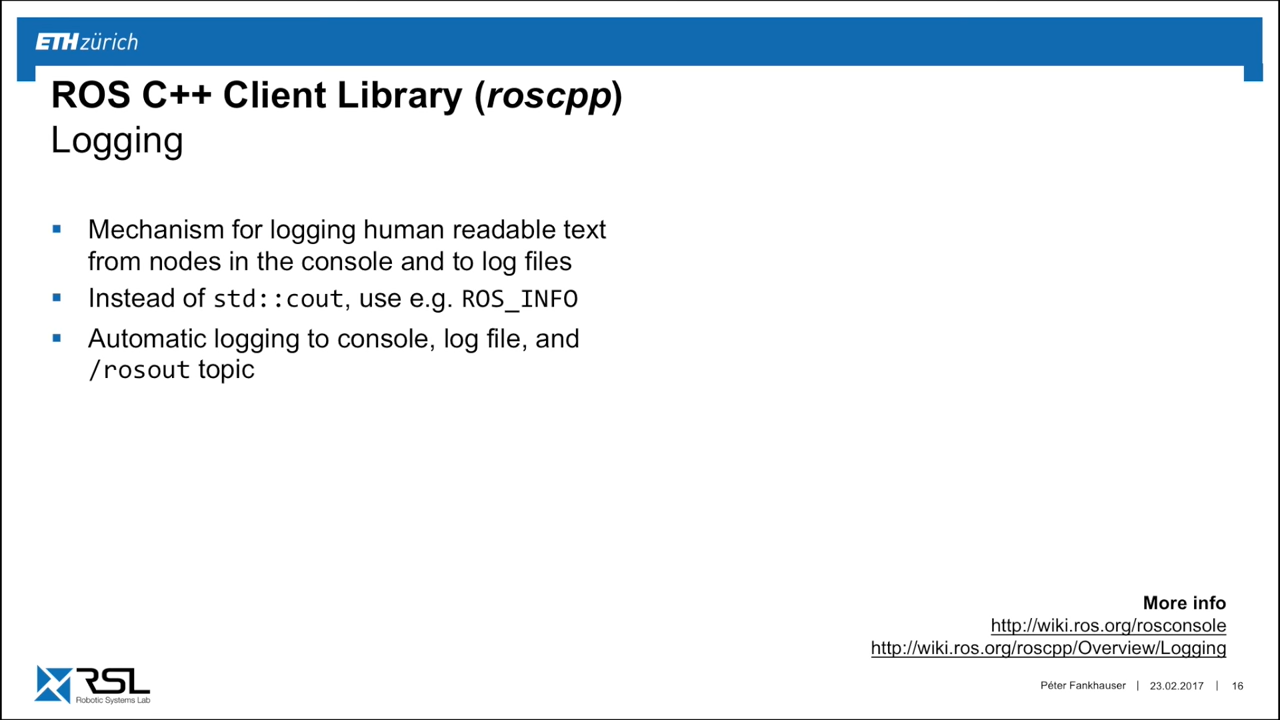 ETH zürich
ROS C++ Client Library (roscpp)
Logging
Mechanism for logging human readable text
from nodes in the console and to log files
Instead of std::cout, use e.g. ROS_INFO
Automatic logging to console, log file, and
/rosout topic
More info
http://wiki.ros.org/rosconsole
http://wiki.ros.org/roscpp/Overview/Logging
RSL
Robotic Systems Lab
Péter Fankhauser | 23.02.2017 | 16